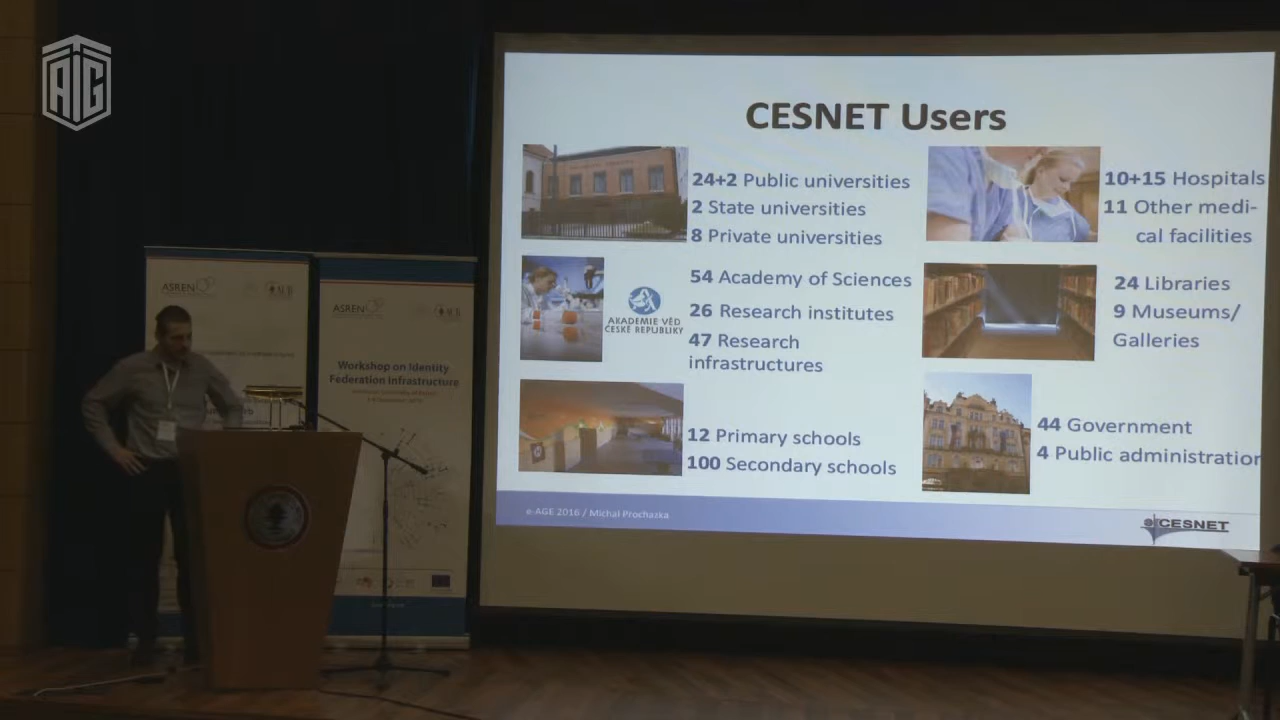 ATG
CESNET Users
24+2 Public universities
2 State universities
8 Private universities
10+15 Hospitals
11 Other medi-
cal facilities
54 Academy of Sciences
26 Research institutes
47 Research
infrastructures
AKADEMIE VĚD
ČESKÉ REPUBLIKY
24 Libraries
9 Museums/
Galleries
12 Primary schools
100 Secondary schools
44 Government
4 Public administration
e-AGE 2016 / Michal Prochazka
CESNET
ASREN
ASREN
Workshop on Identity
Federation Infrastructure